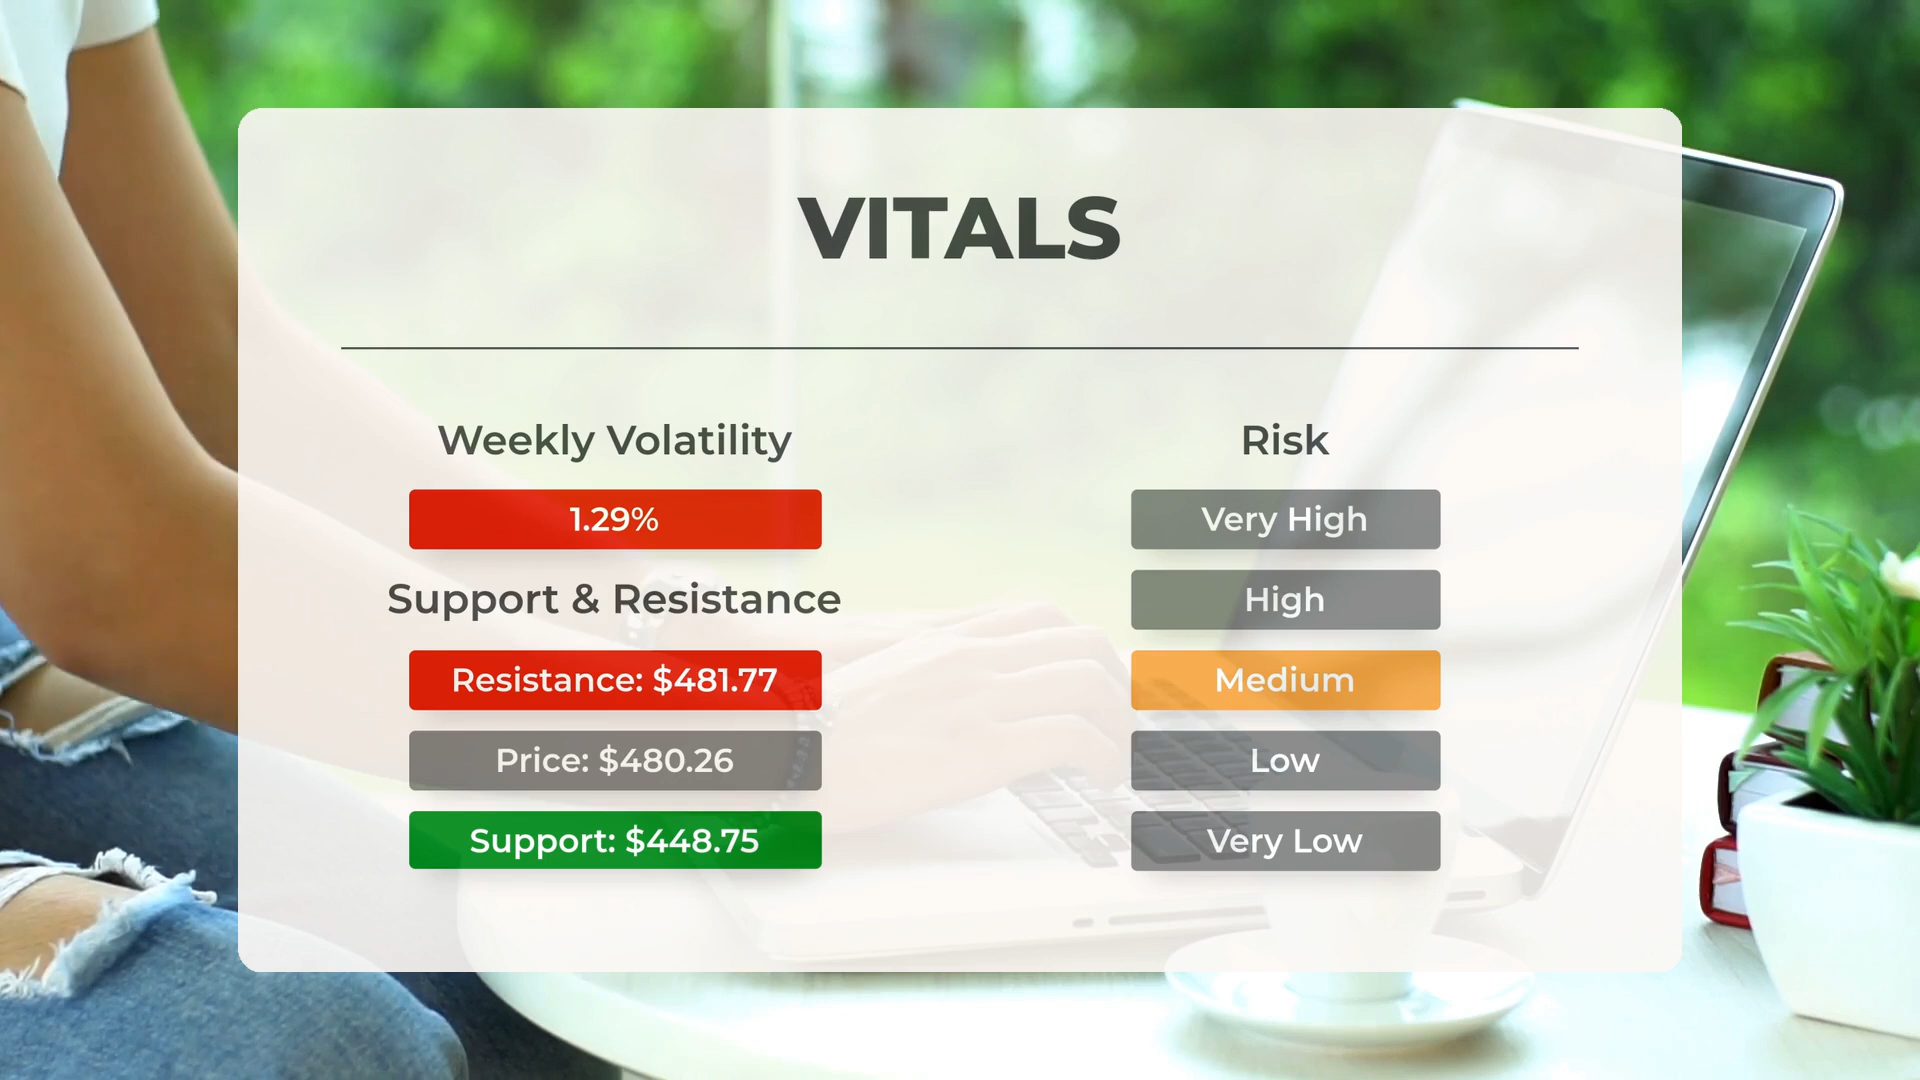 VITALS
Weekly Volatility
1.29%
Support & Resistance
Resistance: $481.77
Price: $480.26
Support: $448.75
Risk
Very High
High
Medium
Low
Very Low